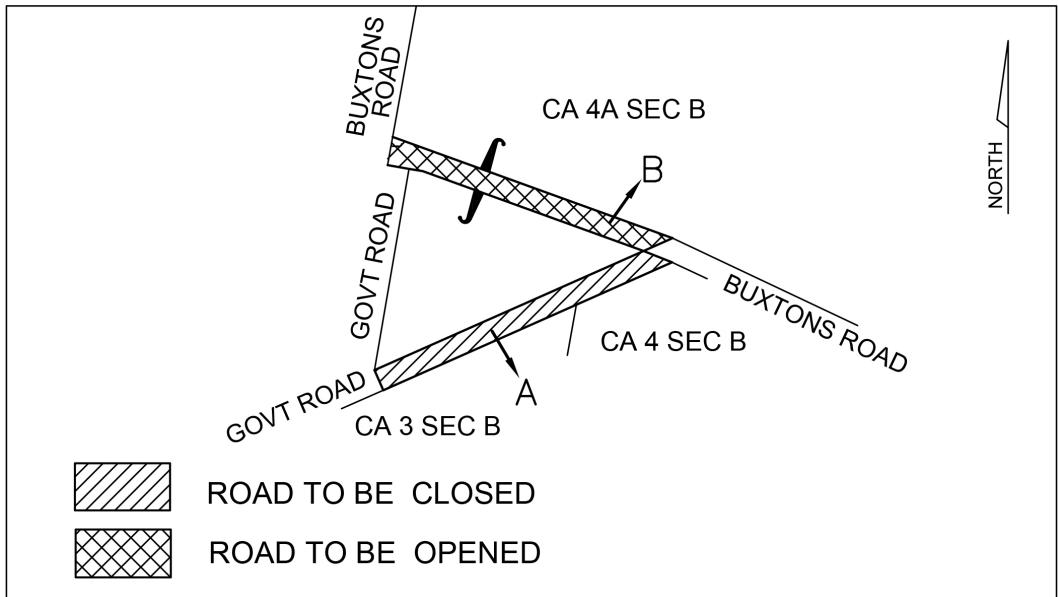 BUXTONS
ROAD
CA 4A SEC B
B
NORTH
GOVT ROAD
BUXTONS ROAD
CA 4 SEC B
A
GOVT ROAD
CA 3 SEC B
ROAD TO BE CLOSED
ROAD TO BE OPENED